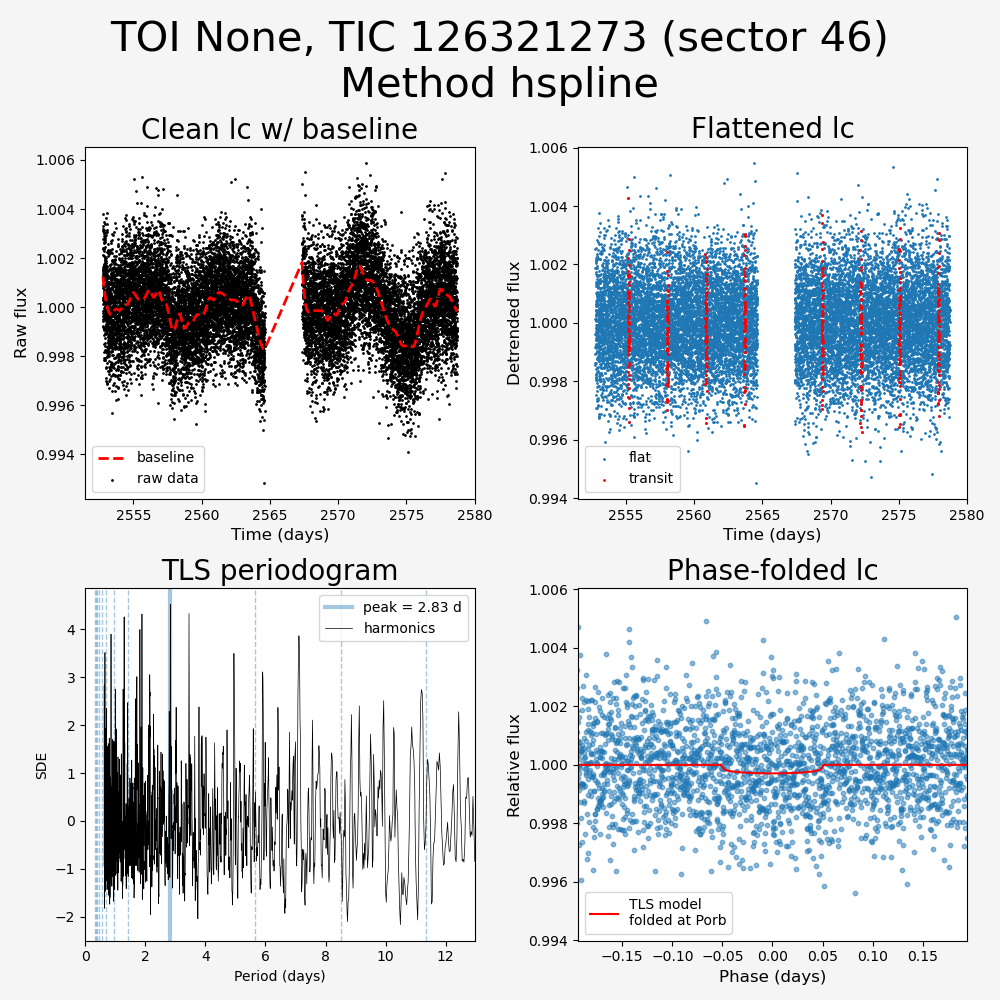 TOI None, TIC 126321273 (sector 46)
Method hspline
Clean lc w/ baseline
Raw flux
1.006
1.004
1.002
1.000
0.998
0.996
0.994
baseline
raw data
2555 2560 2565 2570 2575 2580
Time (days)
Flattened lc
Detrended flux
1.006
1.004
1.002
1.000
0.998
0.996
0.994
flat
transit
2555 2560 2565 2570 2575 2580
Time (days)
TLS periodogram
SDE
4
3
2
1
0
−1
−2
peak = 2.83 d
harmonics
0 2 4 6 8 10 12
Period (days)
Phase-folded lc
Relative flux
1.006
1.004
1.002
1.000
0.998
0.996
0.994
TLS model
folded at Porb
−0.15 −0.10 −0.05 0.00 0.05 0.10 0.15
Phase (days)